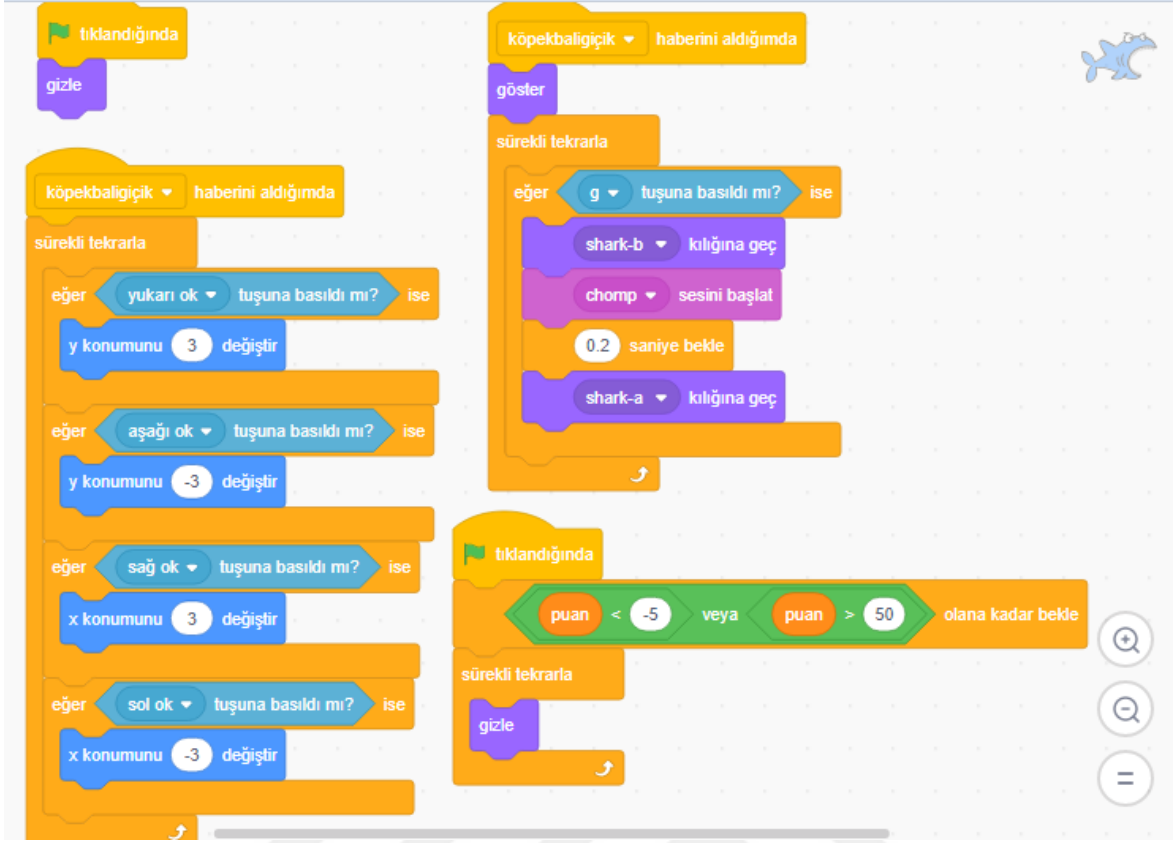 tıklandığında
gizle
köpekbaligiçik haberini aldığımda
sürekli tekrarla
eğer yukarı ok tuşuna basıldı mı? ise
y konumunu 3 değiştir
eğer aşağı ok tuşuna basıldı mı? ise
y konumunu -3 değiştir
eğer sağ ok tuşuna basıldı mı? ise
x konumunu 3 değiştir
eğer sol ok tuşuna basıldı mı? ise
x konumunu -3 değiştir
köpekbaligiçik haberini aldığımda
göster
sürekli tekrarla
eğer g tuşuna basıldı mı? ise
shark-b kılığına geç
chomp sesini başlat
0.2 saniye bekle
shark-a kılığına geç
tıklandığında
puan < -5 veya puan > 50 olana kadar bekle
sürekli tekrarla
gizle